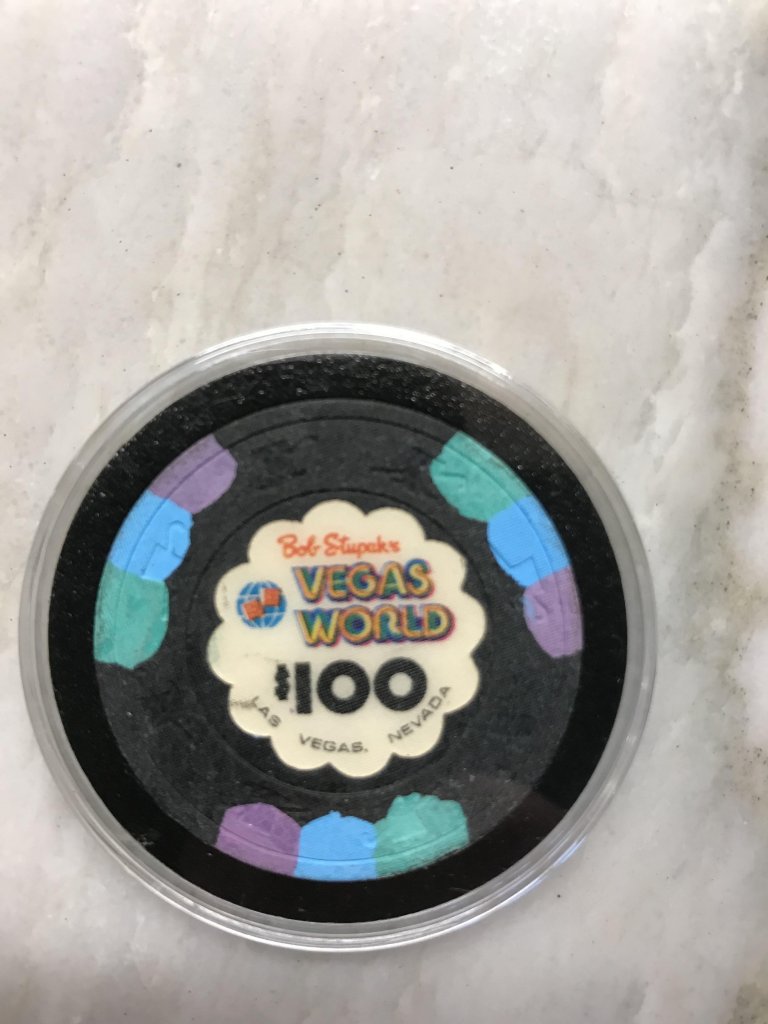 Bob Stupak's
VEGAS
WORLD
$100
LAS VEGAS, NEVADA